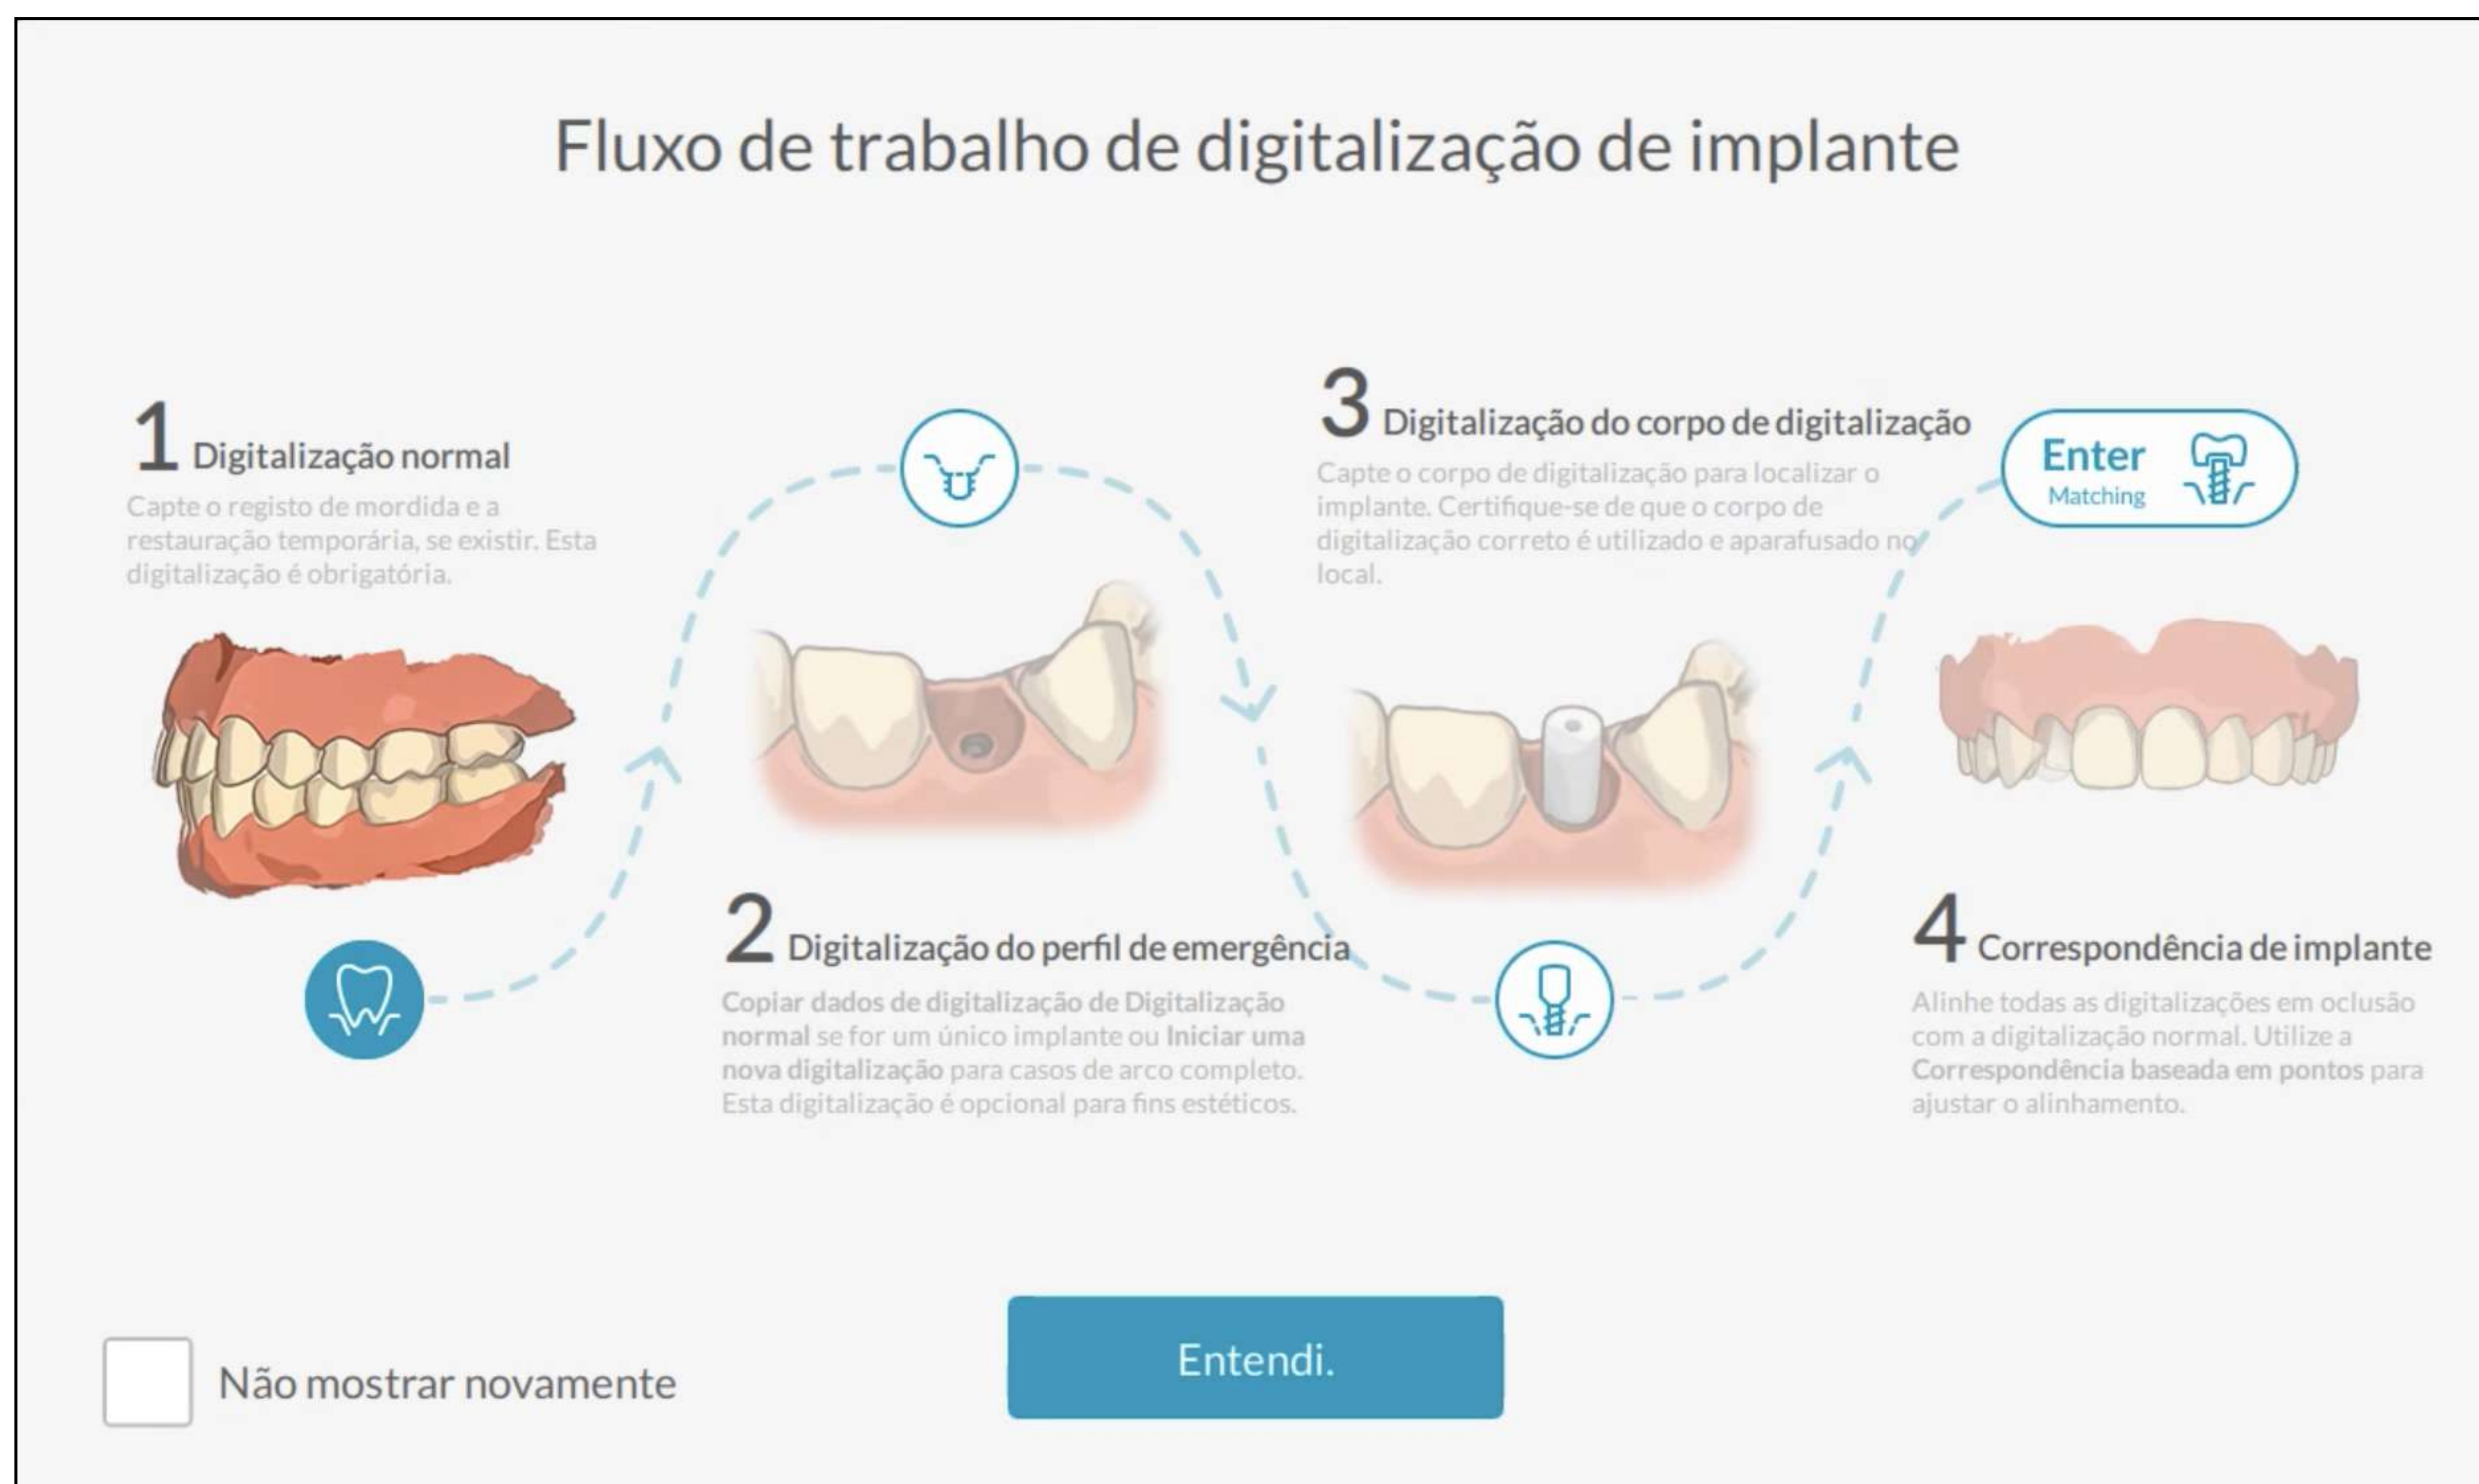 Fluxo de trabalho de digitalização de implante
1 Digitalização normal
Capte o registo de mordida e a
restauração temporária, se existir. Esta
digitalização é obrigatória.
2 Digitalização do perfil de emergência
Copiar dados de digitalização de Digitalização
normal se for um único implante ou Iniciar uma
nova digitalização para casos de arco completo.
Esta digitalização é opcional para fins estéticos.
3 Digitalização do corpo de digitalização
Capte o corpo de digitalização para localizar o
implante. Certifique-se de que o corpo de
digitalização correto é utilizado e aparafusado no
local.
Enter
Matching
4 Correspondência de implante
Alinhe todas as digitalizações em oclusão
com a digitalização normal. Utilize a
Correspondência baseada em pontos para
ajustar o alinhamento.
Não mostrar novamente
Entendi.